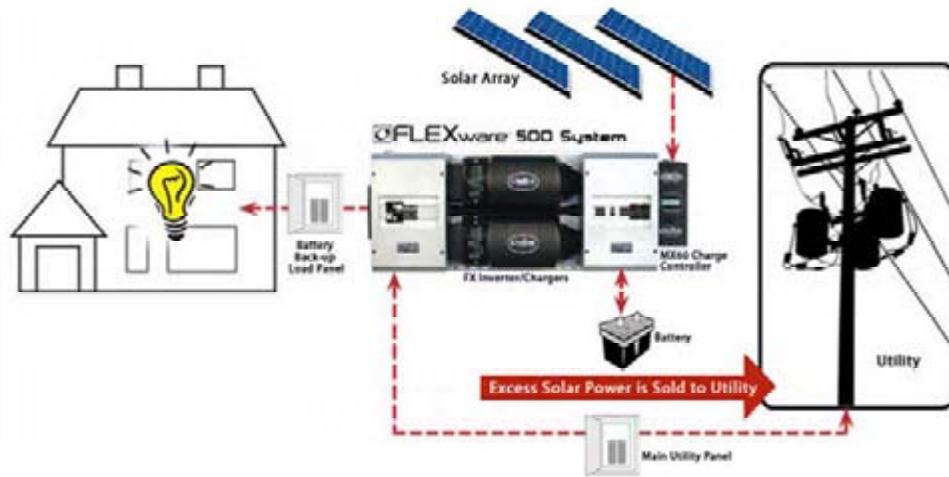 Solar Array
FLEXware 500 System
Battery
Back-up
Load Panel
FX Inverter/Chargers
MX60 Charge
Controller
Battery
Utility
Excess Solar Power is Sold to Utility
Main Utility Panel